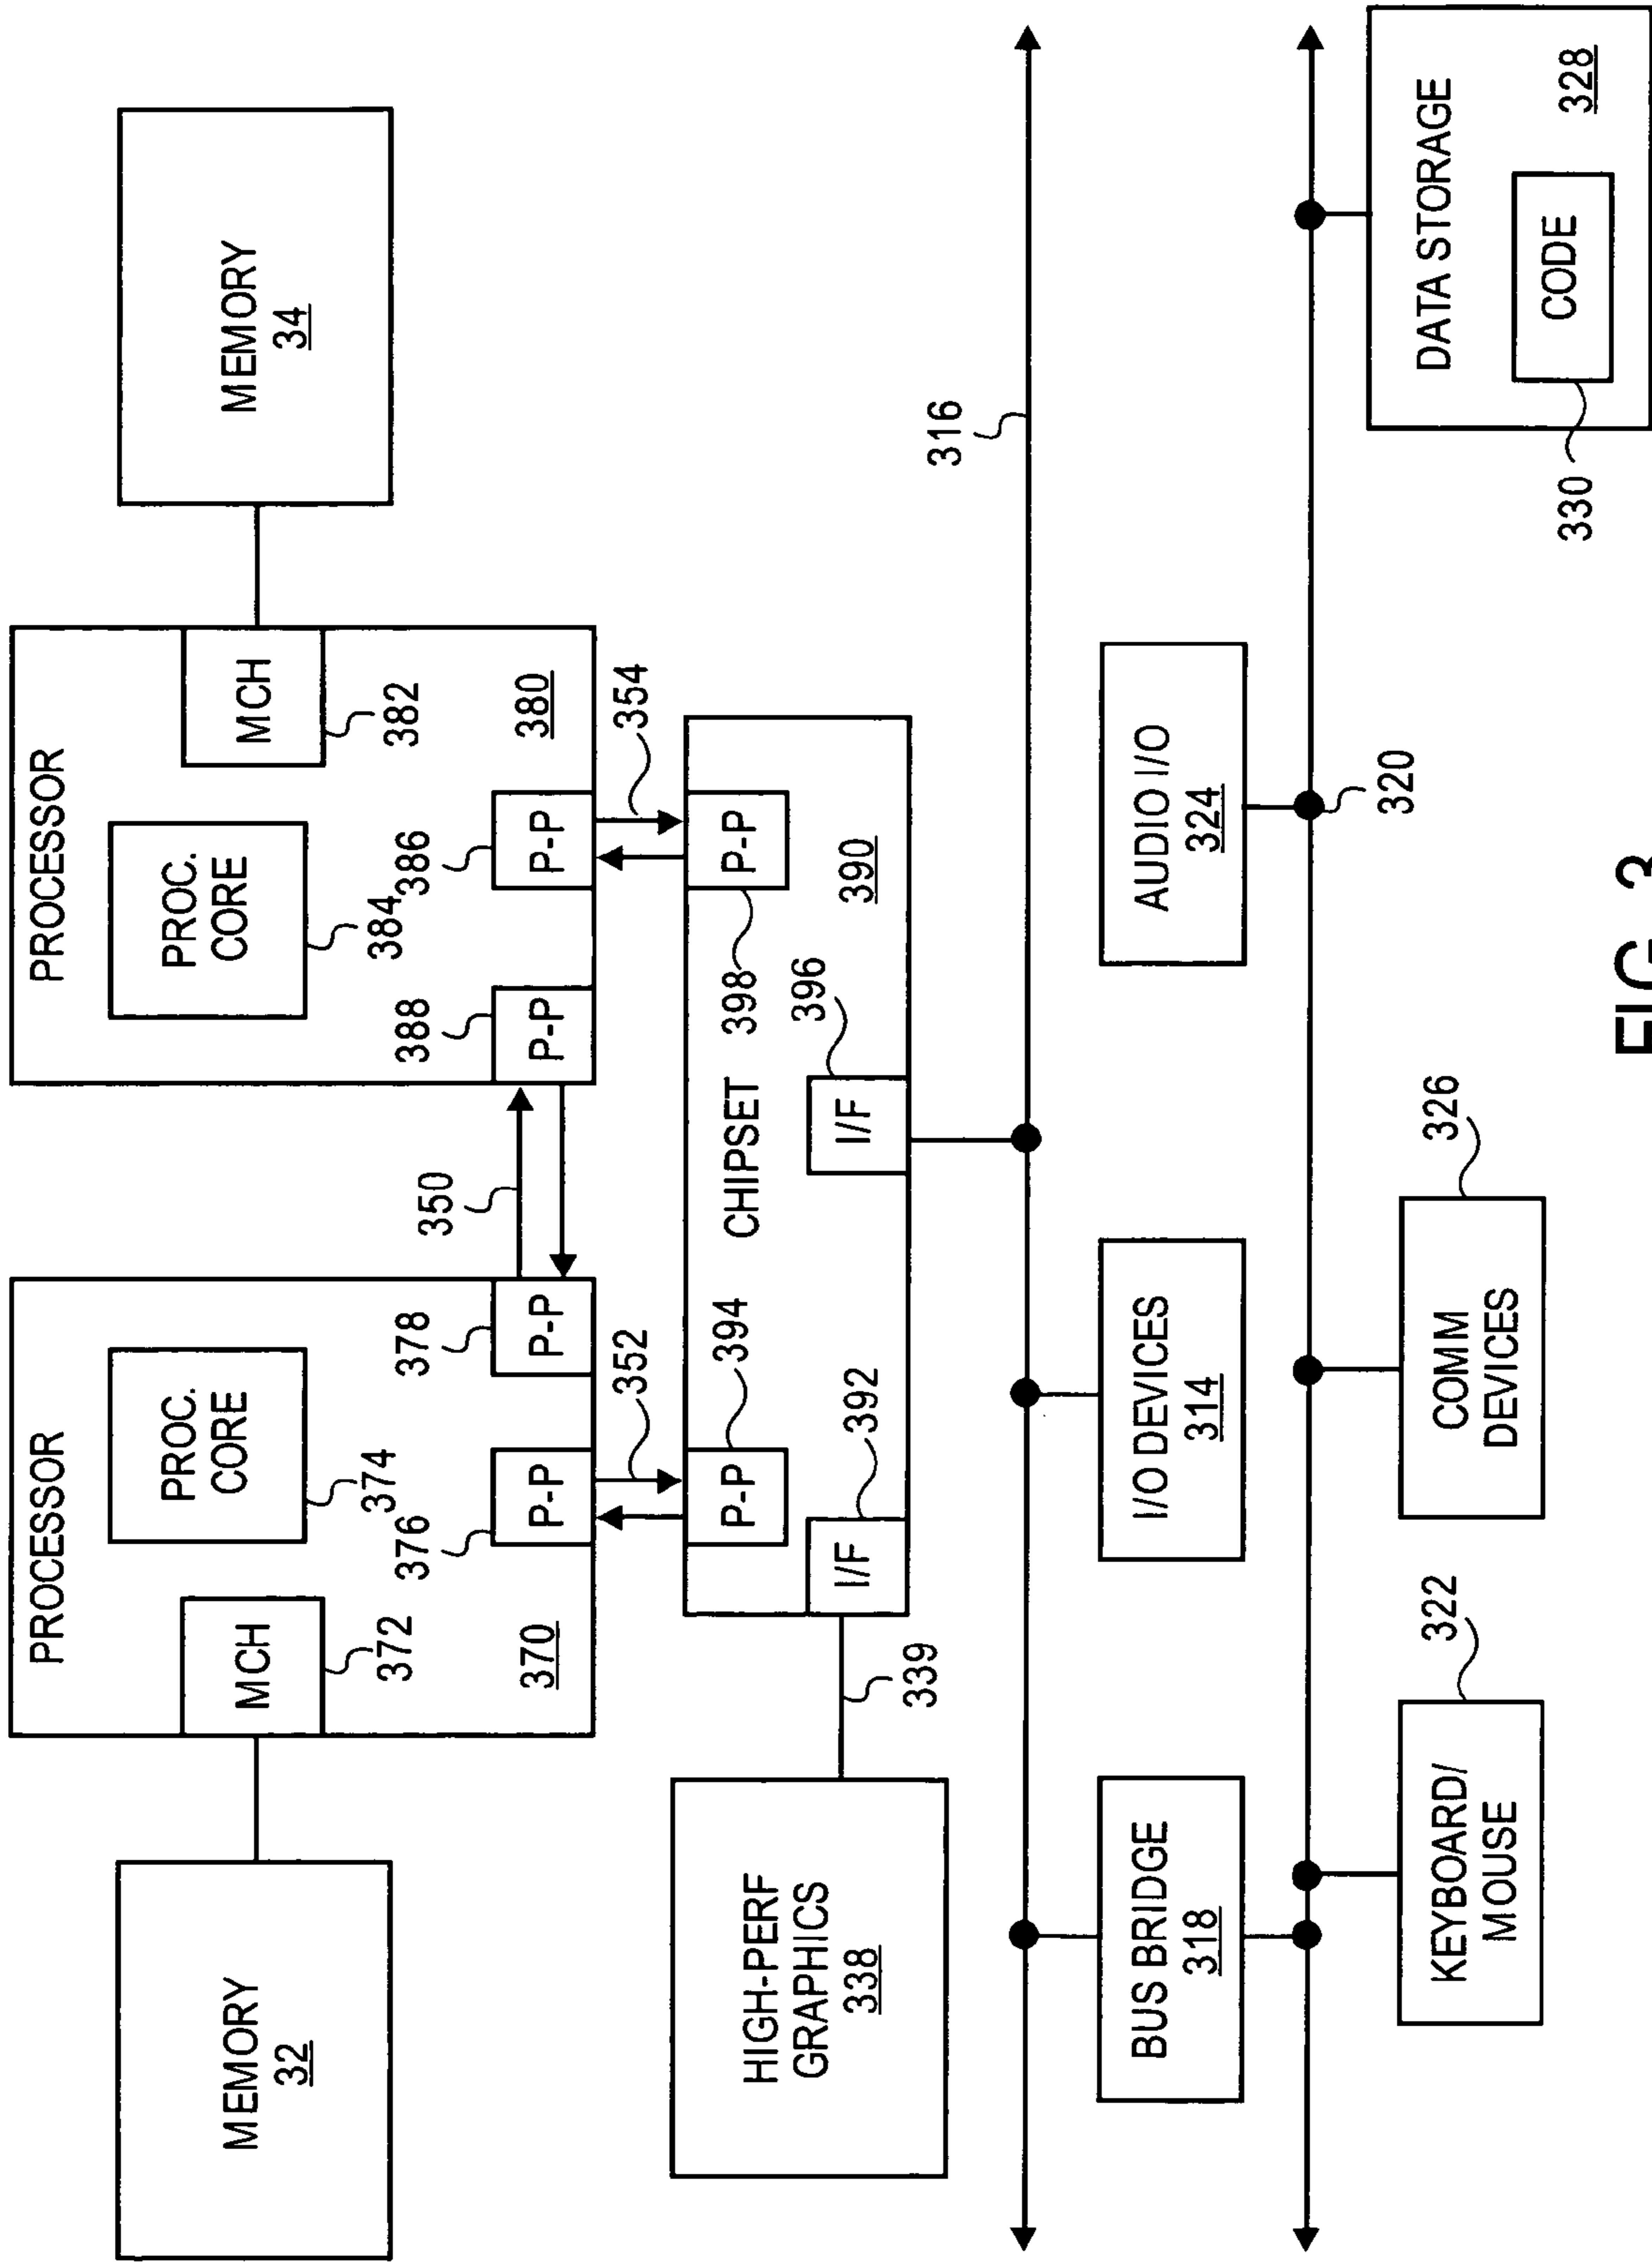 PROCESSOR
PROCESSOR
MEMORY
32
MCH
372
PROC.
CORE
374
370
376
P-P
378
P-P
350
388
P-P
PROC.
CORE
384
386
P-P
MCH
382
380
MEMORY
34
352
354
HIGH-PERF
GRAPHICS
338
339
I/F
392
P-P
394
CHIPSET
I/F
396
398
P-P
390
316
BUS BRIDGE
318
I/O DEVICES
314
AUDIO I/O
324
320
KEYBOARD/
MOUSE
322
COMM
DEVICES
326
DATA STORAGE
CODE
328
330
FIG. 3